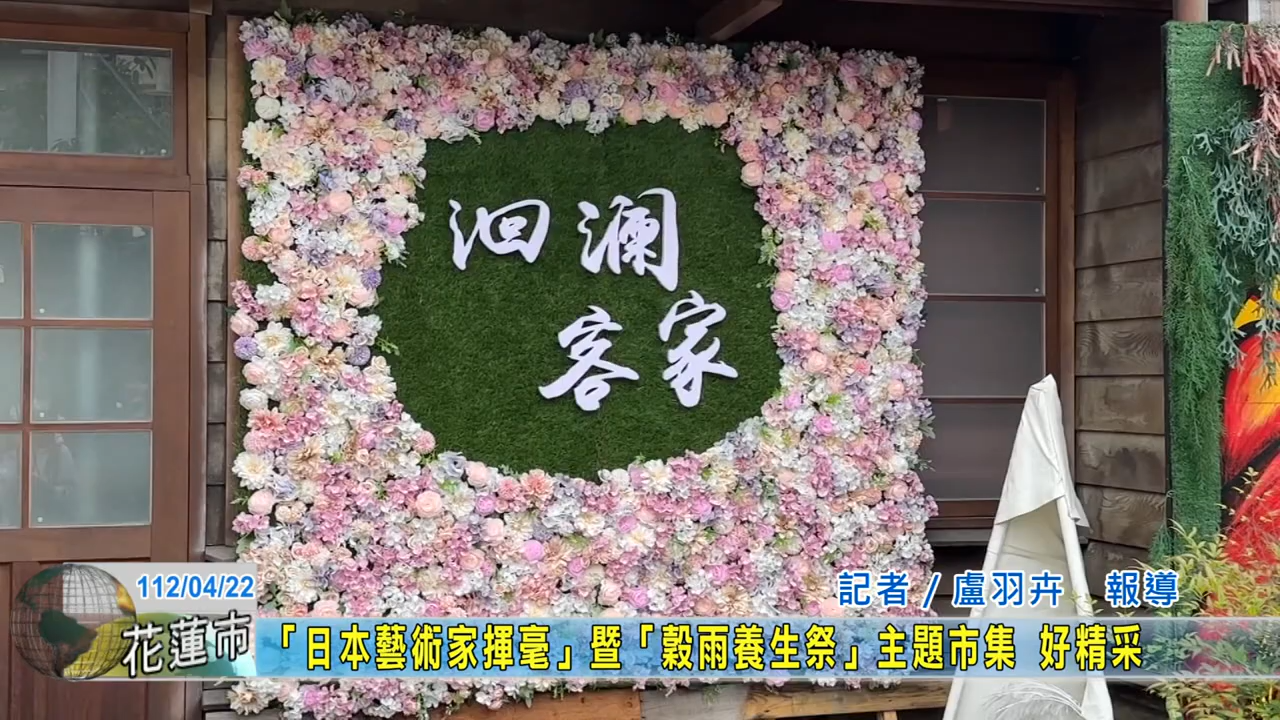 洄瀾
客家
112/04/22
花蓮市
記者／盧羽卉 報導
「日本藝術家揮毫」暨「穀雨養生祭」主題市集 好精采